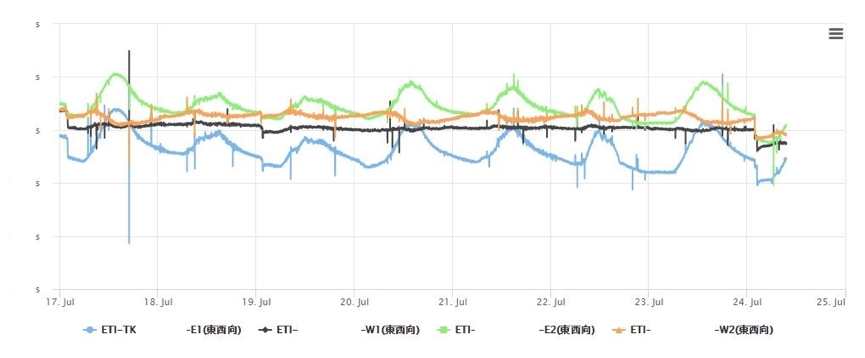 s
s
s
s
s
s
17. Jul 18. Jul 19. Jul 20. Jul 21. Jul 22. Jul 23. Jul 24. Jul 25. Jul
ETI-TK -E1(東西向) ETI- -W1(東西向) ETI- -E2(東西向) ETI- -W2(東西向)